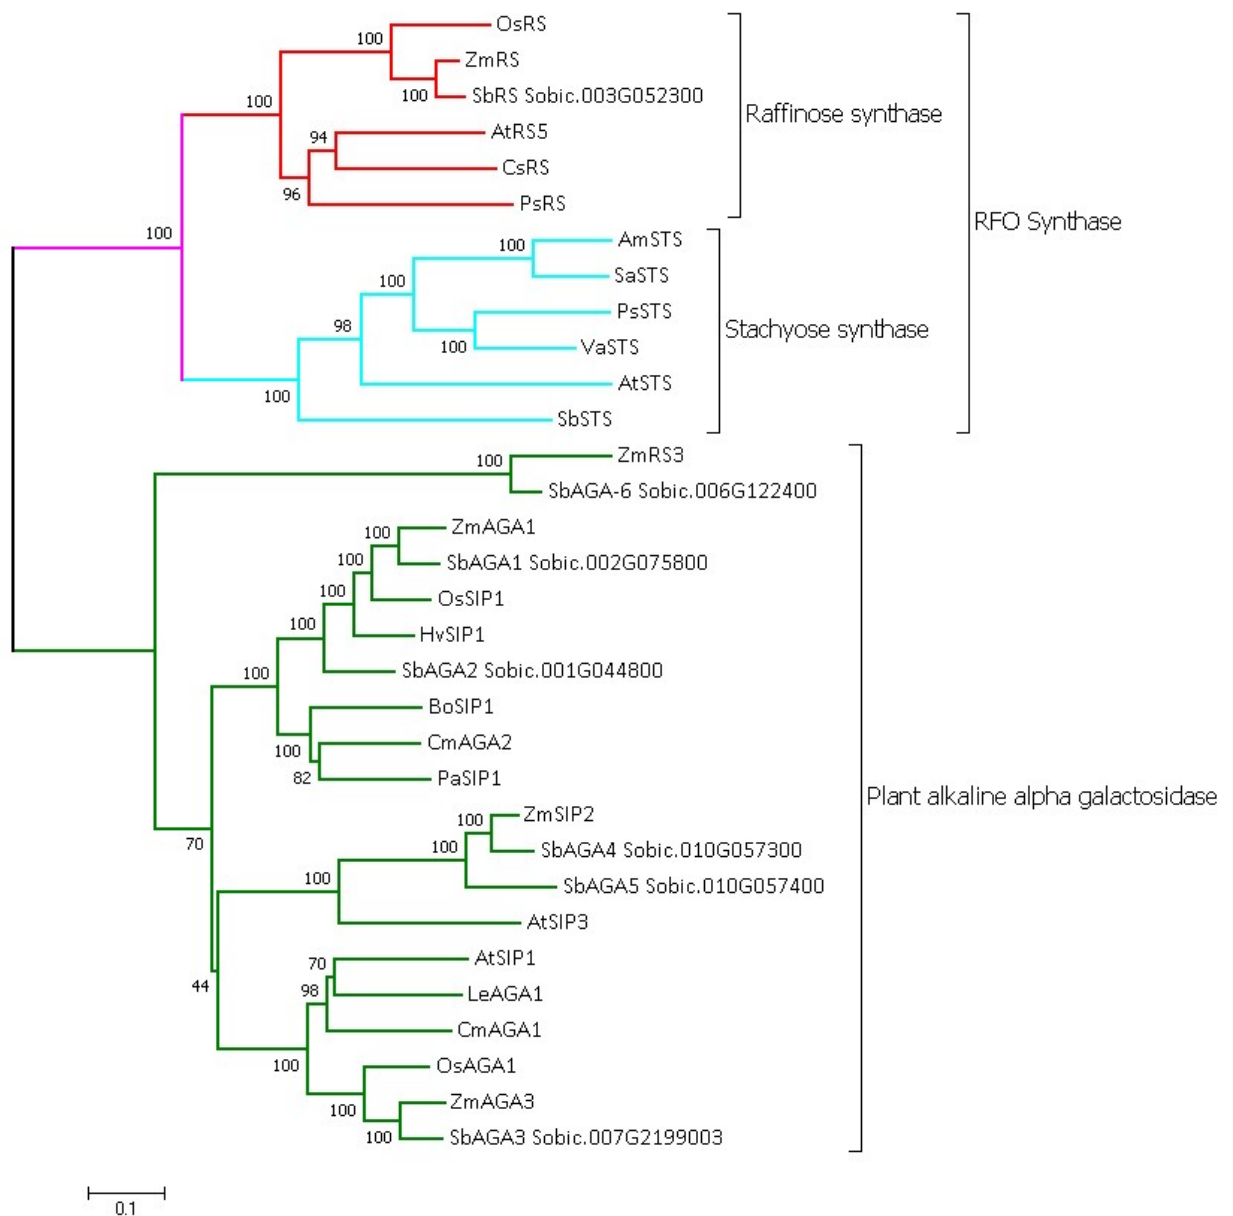 OsRS
100
ZmRS
100
SbRS Sobic.003G052300
100
Raffinose synthase
AtRS5
94
CsRS
96
PsRS
RFO Synthase
100
AmSTS
100
SaSTS
100
PsSTS
98
Stachyose synthase
VaSTS
100
AtSTS
100
SbSTS
ZmRS3
100
SbAGA-6 Sobic.006G122400
ZmAGA1
100
SbAGA1 Sobic.002G075800
100
OsSIP1
100
HvSIP1
100
SbAGA2 Sobic.001G044800
100
BoSIP1
CmAGA2
100
PaSIP1
82
Plant alkaline alpha galactosidase
ZmSIP2
100
70
SbAGA4 Sobic.010G057300
100
SbAGA5 Sobic.010G057400
100
AtSIP3
AtSIP1
70
44
98
LeAGA1
CmAGA1
100
OsAGA1
ZmAGA3
100
SbAGA3 Sobic.007G2199003
100
0.1